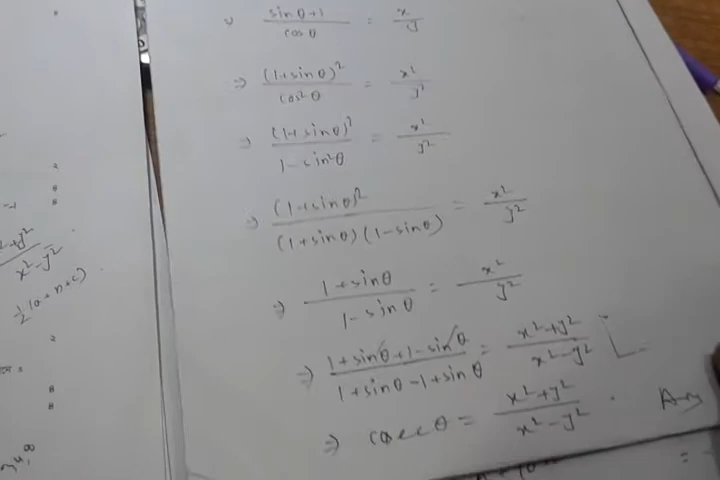 (sinθ+1)/(cosθ) = x/y
⇒ (1+sinθ)²/(cos²θ) = x²/y²
⇒ (1+sinθ)²/(1-sin²θ) = x²/y²
⇒ (1+sinθ)²/((1+sinθ)(1-sinθ)) = x²/y²
⇒ (1+sinθ)/(1-sinθ) = x²/y²
⇒ (1+sinθ+1-sinθ)/(1+sinθ-1+sinθ) = (x²+y²)/(x²-y²)
⇒ cosecθ = (x²+y²)/(x²-y²). Ans
x²-y²